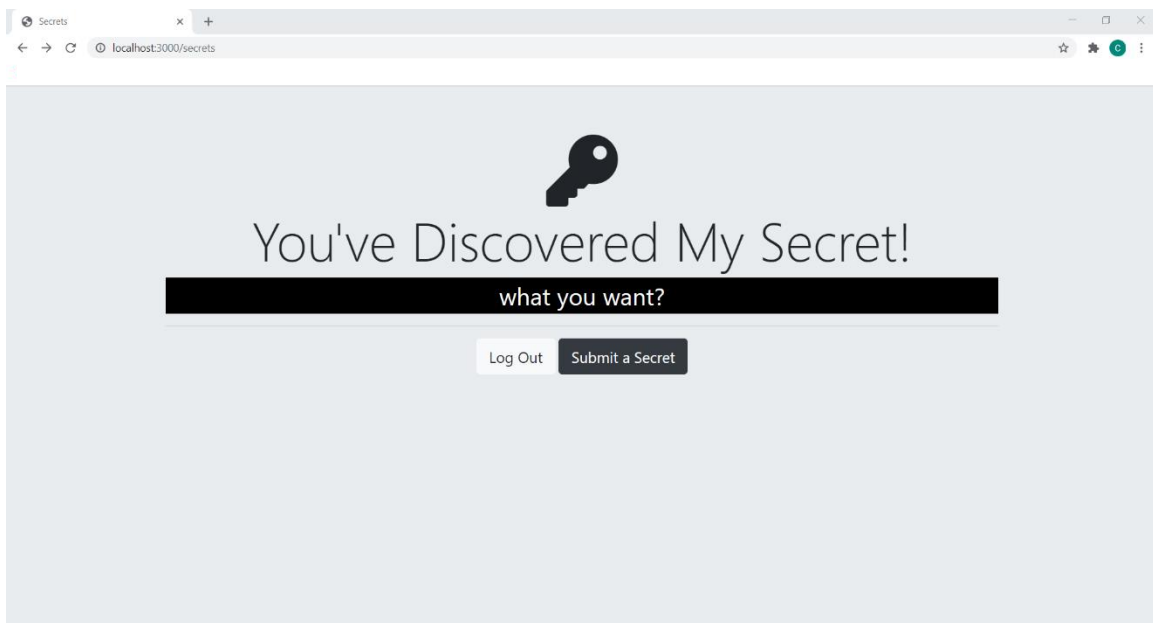 Secrets
localhost:3000/secrets
C
You've Discovered My Secret!
what you want?
Log Out Submit a Secret